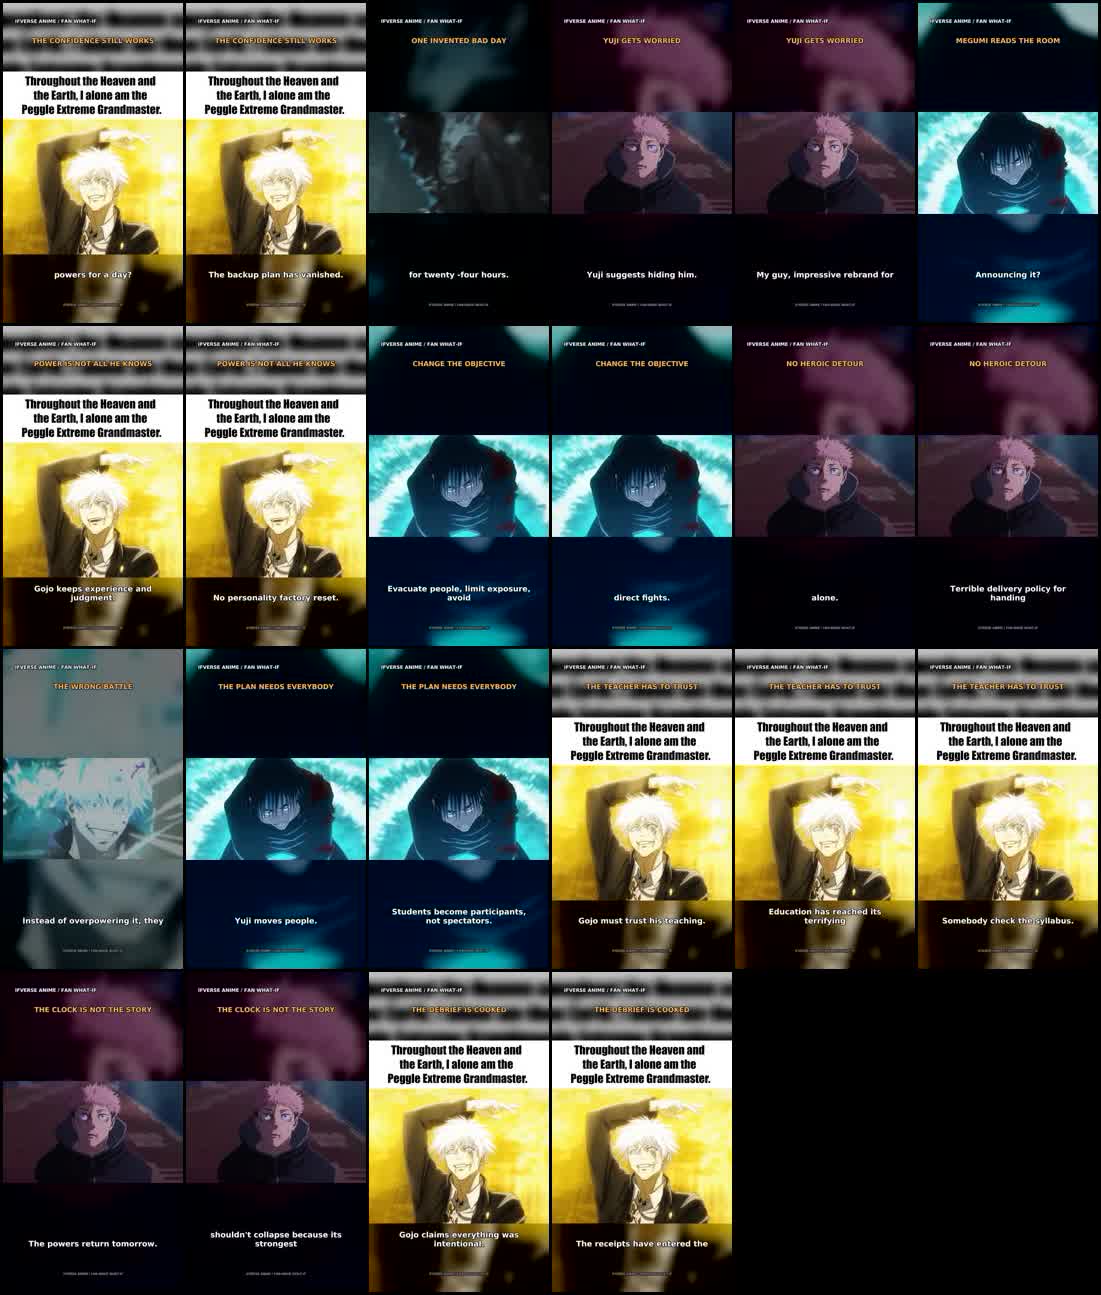 IFVERSE ANIME / FAN WHAT-IF
THE CONFIDENCE STILL WORKS
Throughout the Heaven and
the Earth, I alone am the
Peggle Extreme Grandmaster.
powers for a day?
IFVERSE ANIME / FAN WHAT-IF
THE CONFIDENCE STILL WORKS
Throughout the Heaven and
the Earth, I alone am the
Peggle Extreme Grandmaster.
The backup plan has vanished.
IFVERSE ANIME / FAN WHAT-IF
ONE INVENTED BAD DAY
for twenty -four hours.
IFVERSE ANIME / FAN WHAT-IF
YUJI GETS WORRIED
Yuji suggests hiding him.
IFVERSE ANIME / FAN WHAT-IF
YUJI GETS WORRIED
My guy, impressive rebrand for
IFVERSE ANIME / FAN WHAT-IF
MEGUMI READS THE ROOM
Announcing it?
IFVERSE ANIME / FAN WHAT-IF
POWER IS NOT ALL HE KNOWS
Throughout the Heaven and
the Earth, I alone am the
Peggle Extreme Grandmaster.
Gojo keeps experience and
judgment.
IFVERSE ANIME / FAN WHAT-IF
POWER IS NOT ALL HE KNOWS
Throughout the Heaven and
the Earth, I alone am the
Peggle Extreme Grandmaster.
No personality factory reset.
IFVERSE ANIME / FAN WHAT-IF
CHANGE THE OBJECTIVE
Evacuate people, limit exposure,
avoid
IFVERSE ANIME / FAN WHAT-IF
CHANGE THE OBJECTIVE
direct fights.
IFVERSE ANIME / FAN WHAT-IF
NO HEROIC DETOUR
alone.
IFVERSE ANIME / FAN WHAT-IF
NO HEROIC DETOUR
Terrible delivery policy for
handing
IFVERSE ANIME / FAN WHAT-IF
THE WRONG BATTLE
Instead of overpowering it, they
IFVERSE ANIME / FAN WHAT-IF
THE PLAN NEEDS EVERYBODY
Yuji moves people.
IFVERSE ANIME / FAN WHAT-IF
THE PLAN NEEDS EVERYBODY
Students become participants,
not spectators.
IFVERSE ANIME / FAN WHAT-IF
THE TEACHER HAS TO TRUST
Throughout the Heaven and
the Earth, I alone am the
Peggle Extreme Grandmaster.
Gojo must trust his teaching.
IFVERSE ANIME / FAN WHAT-IF
THE TEACHER HAS TO TRUST
Throughout the Heaven and
the Earth, I alone am the
Peggle Extreme Grandmaster.
Education has reached its
terrifying
IFVERSE ANIME / FAN WHAT-IF
THE TEACHER HAS TO TRUST
Throughout the Heaven and
the Earth, I alone am the
Peggle Extreme Grandmaster.
Somebody check the syllabus.
IFVERSE ANIME / FAN WHAT-IF
THE CLOCK IS NOT THE STORY
The powers return tomorrow.
IFVERSE ANIME / FAN WHAT-IF
THE CLOCK IS NOT THE STORY
shouldn't collapse because its
strongest
IFVERSE ANIME / FAN WHAT-IF
THE DEBRIEF IS COOKED
Throughout the Heaven and
the Earth, I alone am the
Peggle Extreme Grandmaster.
Gojo claims everything was
intentional.
IFVERSE ANIME / FAN WHAT-IF
THE DEBRIEF IS COOKED
Throughout the Heaven and
the Earth, I alone am the
Peggle Extreme Grandmaster.
The receipts have entered the